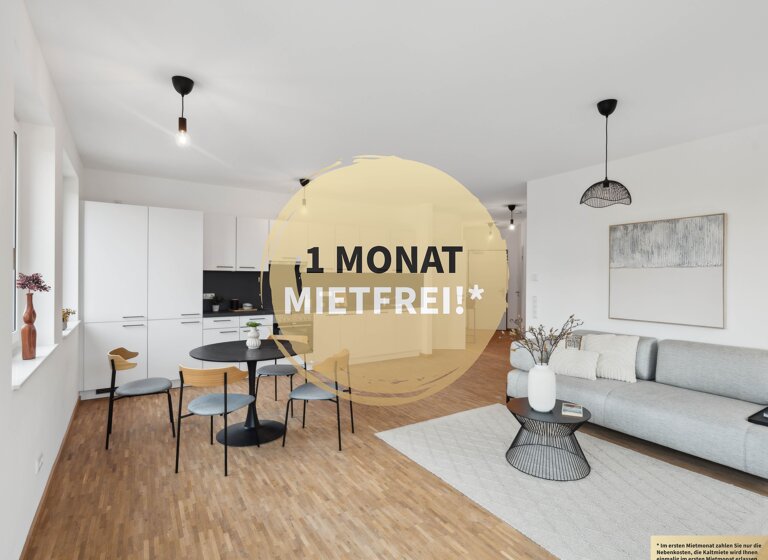 1 MONAT
MIETFREI!*
* Im ersten Mietmonat zahlen Sie nur die
Nebenkosten, die Kaltmiete wird Ihnen
einmalig im ersten Mietmonat erlassen.